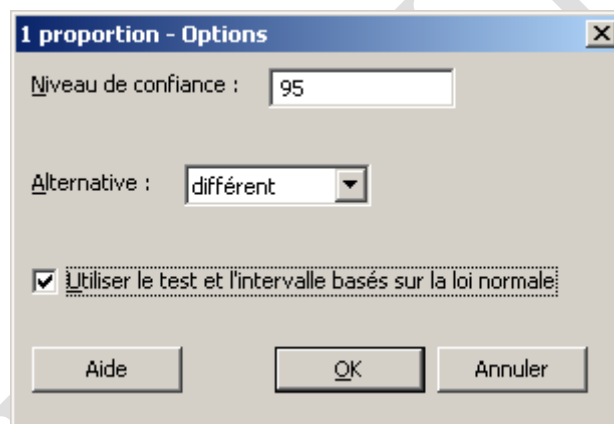 1 proportion - Options
Niveau de confiance : 95
Alternative : différent
Utiliser le test et l'intervalle basés sur la loi normale
Aide OK Annuler